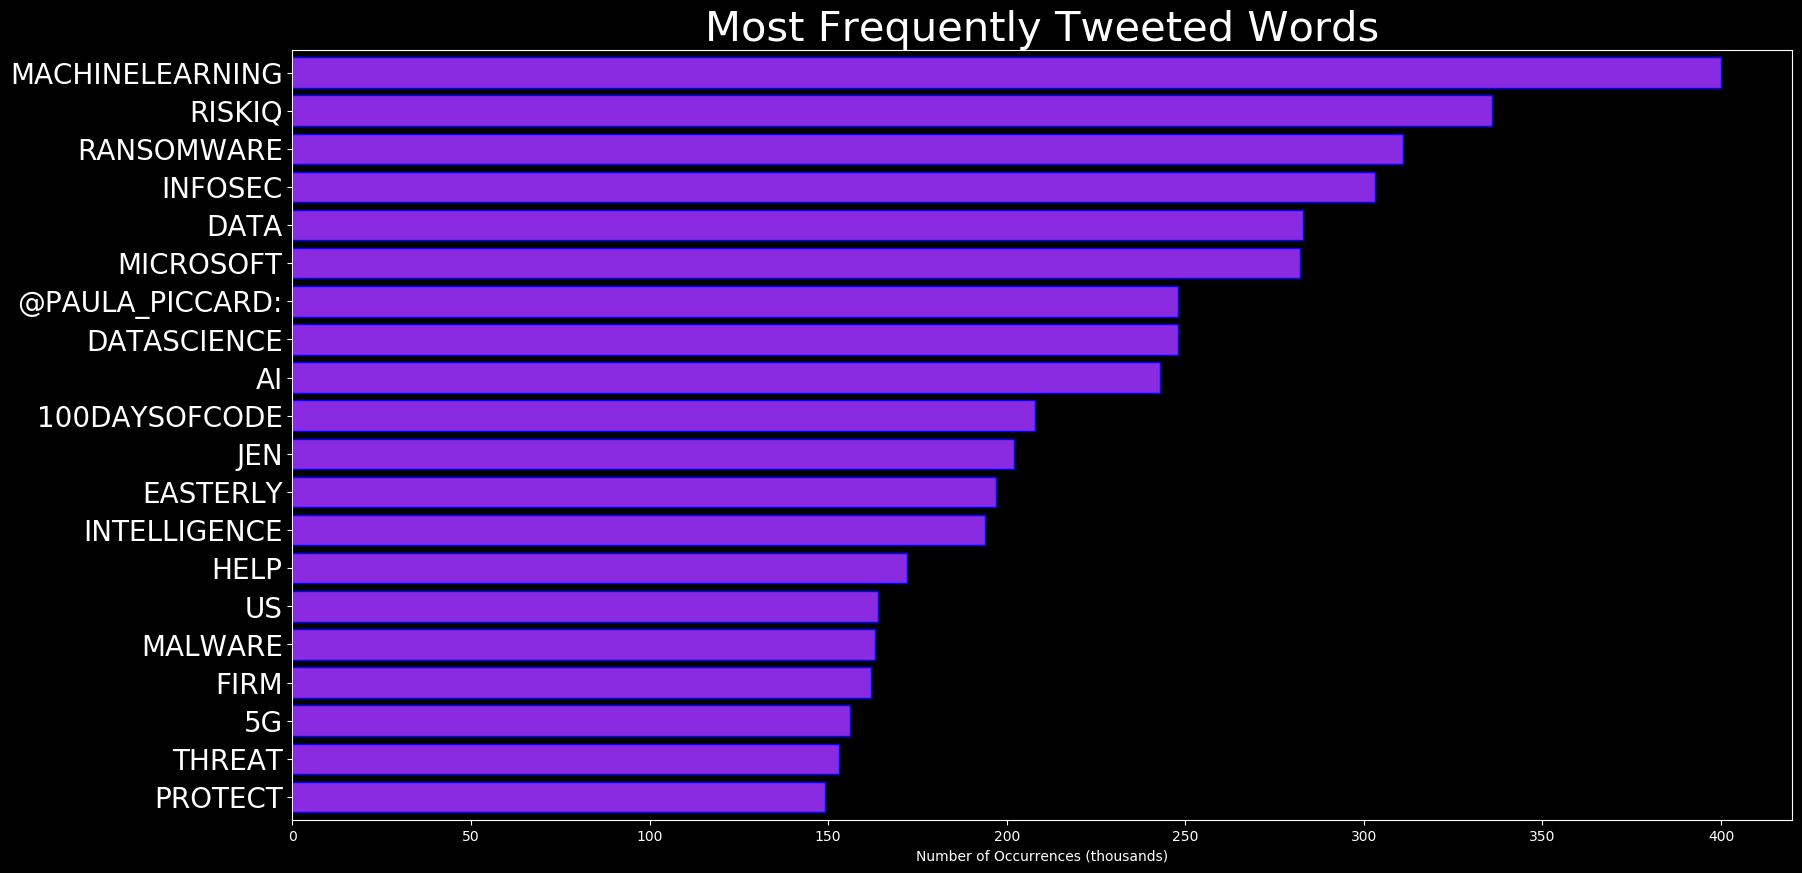 Most Frequently Tweeted Words
MACHINELEARNING
RISKIQ
RANSOMWARE
INFOSEC
DATA
MICROSOFT
@PAULA_PICCARD:
DATASCIENCE
AI
100DAYSOFCODE
JEN
EASTERLY
INTELLIGENCE
HELP
US
MALWARE
FIRM
5G
THREAT
PROTECT
0 50 100 150 200 250 300 350 400
Number of Occurrences (thousands)